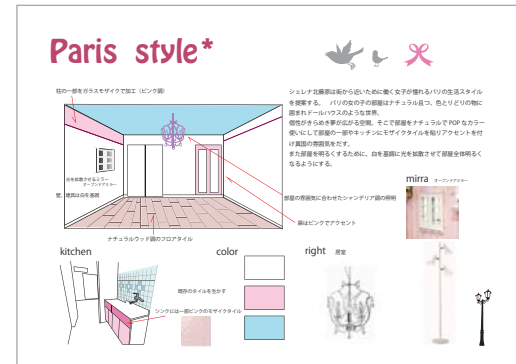 Paris style*
柱の一部をガラスモザイクで加工（ピンク調）
シェレナ北藤原は街から近いために働く女子が憧れるパリの生活スタイル
を提案する。 パリの女の子の部屋はナチュラル且つ、色とりどりの物に
囲まれドールハウスのような世界。
個性がきらめき夢が広がる空間。そこで部屋をナチュラルで POP なカラー
使いにして部屋の一部やキッチンにモザイクタイルを貼りアクセントを付
け異国の雰囲気をだす。
また部屋を明るくするために、白を基調に光を拡散させて部屋全体明るく
なるようにする。
光を拡散させるミラー
オープンドアミラー
壁、建具は白を基調
部屋の雰囲気に合わせたシャンデリア調の照明
扉はピンクでアクセント
ナチュラルウッド調のフロアタイル
mirra オープンドアミラー
kitchen
既存のタイルを生かす
シンクには一部ピンクのモザイクタイル
color
right 居室